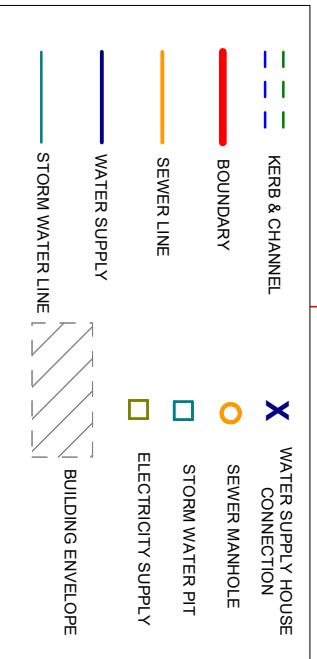 KERB & CHANNEL
BOUNDARY
SEWER LINE
WATER SUPPLY
STORM WATER LINE
X
WATER SUPPLY HOUSE
CONNECTION
SEWER MANHOLE
STORM WATER PIT
ELECTRICITY SUPPLY
BUILDING ENVELOPE